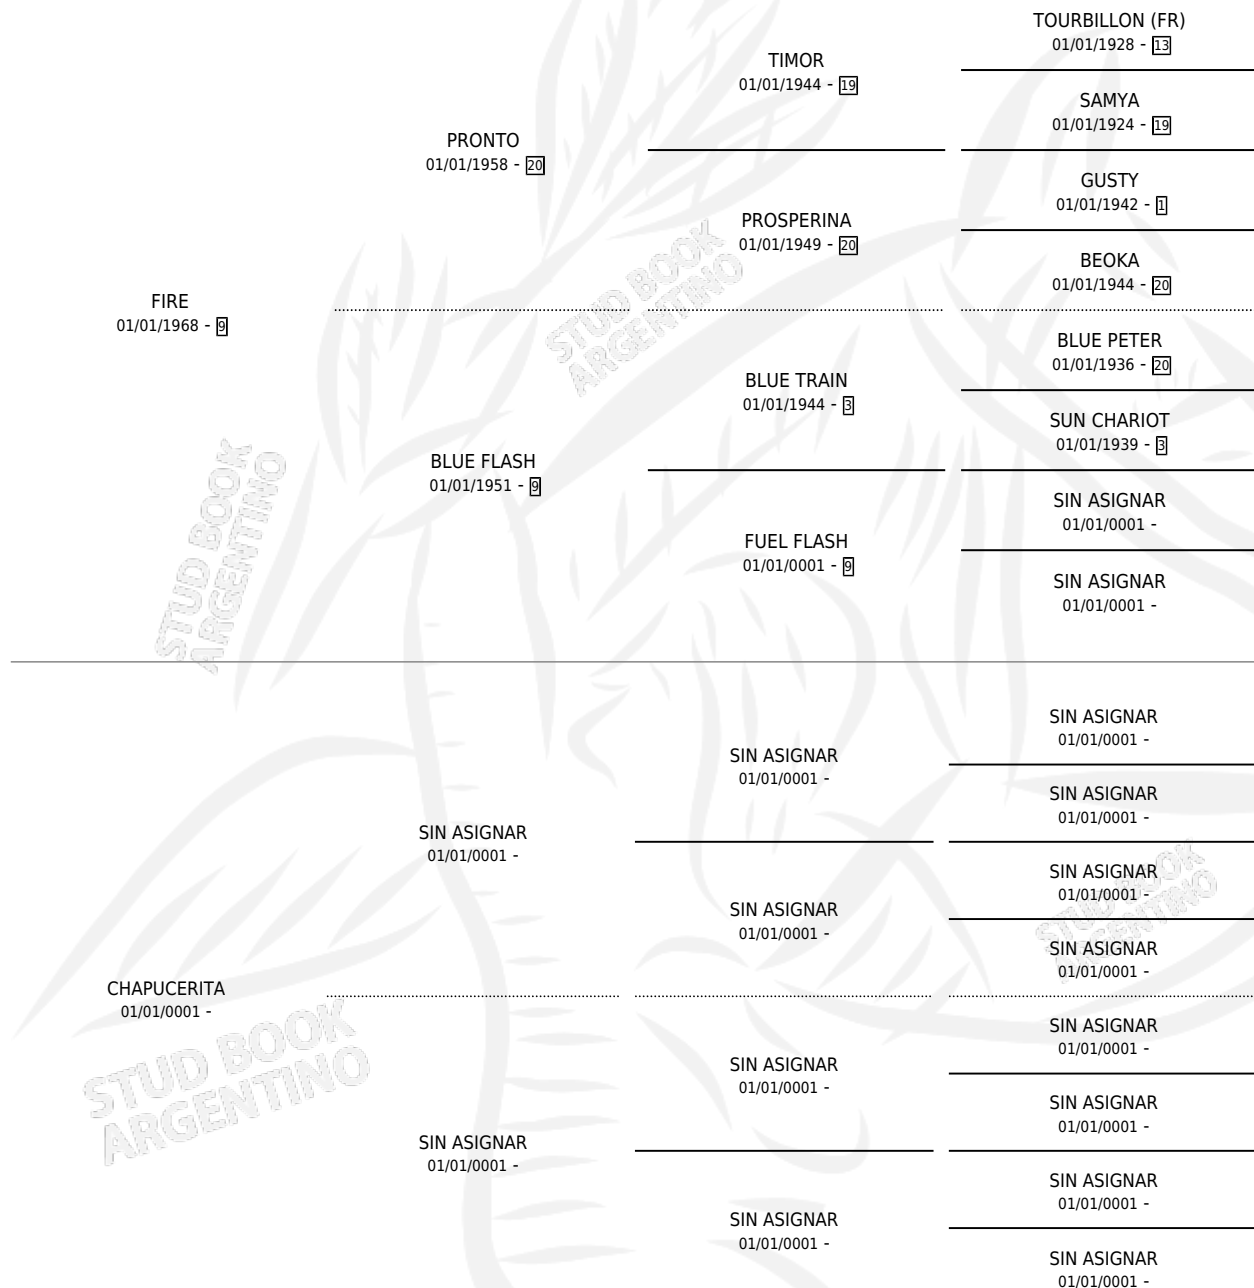 TOURBILLON (FR)
01/01/1928 - 13
TIMOR
01/01/1944 - 19
SAMYA
01/01/1924 - 19
PRONTO
01/01/1958 - 20
GUSTY
01/01/1942 - 1
PROSPERINA
01/01/1949 - 20
BEOKA
01/01/1944 - 20
FIRE
01/01/1968 - 9
STUD BOOK
ARGENTINO
BLUE PETER
01/01/1936 - 20
BLUE TRAIN
01/01/1944 - 3
SUN CHARIOT
01/01/1939 - 3
BLUE FLASH
01/01/1951 - 9
SIN ASIGNAR
01/01/0001 -
FUEL FLASH
01/01/0001 - 9
SIN ASIGNAR
01/01/0001 -
STUD BOOK
ARGENTINO
SIN ASIGNAR
01/01/0001 -
SIN ASIGNAR
01/01/0001 -
SIN ASIGNAR
01/01/0001 -
SIN ASIGNAR
01/01/0001 -
SIN ASIGNAR
01/01/0001 -
SIN ASIGNAR
01/01/0001 -
SIN ASIGNAR
01/01/0001 -
STUD BOOK
ARGENTINO
CHAPUCERITA
01/01/0001 -
SIN ASIGNAR
01/01/0001 -
SIN ASIGNAR
01/01/0001 -
SIN ASIGNAR
01/01/0001 -
SIN ASIGNAR
01/01/0001 -
SIN ASIGNAR
01/01/0001 -
SIN ASIGNAR
01/01/0001 -
SIN ASIGNAR
01/01/0001 -
STUD BOOK
ARGENTINO